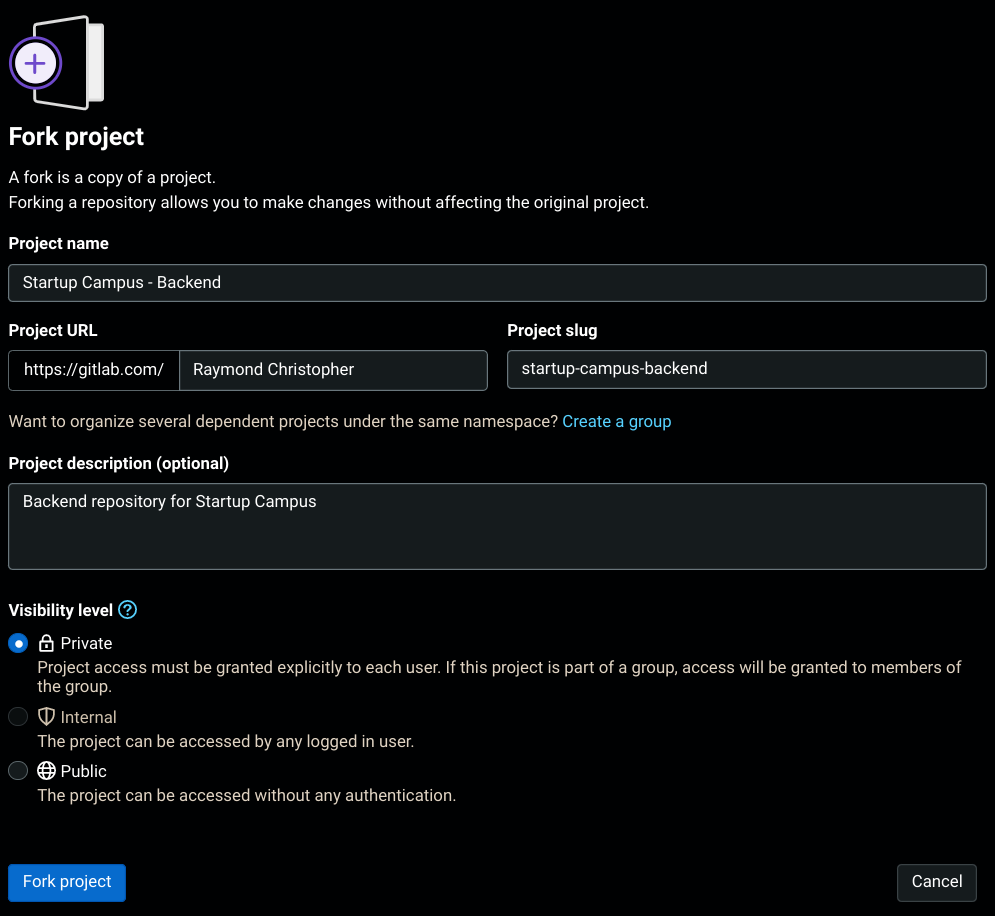 Fork project
A fork is a copy of a project.
Forking a repository allows you to make changes without affecting the original project.
Project name
Startup Campus - Backend
Project URL
Project slug
https://gitlab.com/ Raymond Christopher
startup-campus-backend
Want to organize several dependent projects under the same namespace? Create a group
Project description (optional)
Backend repository for Startup Campus
Visibility level
Private
Project access must be granted explicitly to each user. If this project is part of a group, access will be granted to members of
the group.
Internal
The project can be accessed by any logged in user.
Public
The project can be accessed without any authentication.
Fork project
Cancel